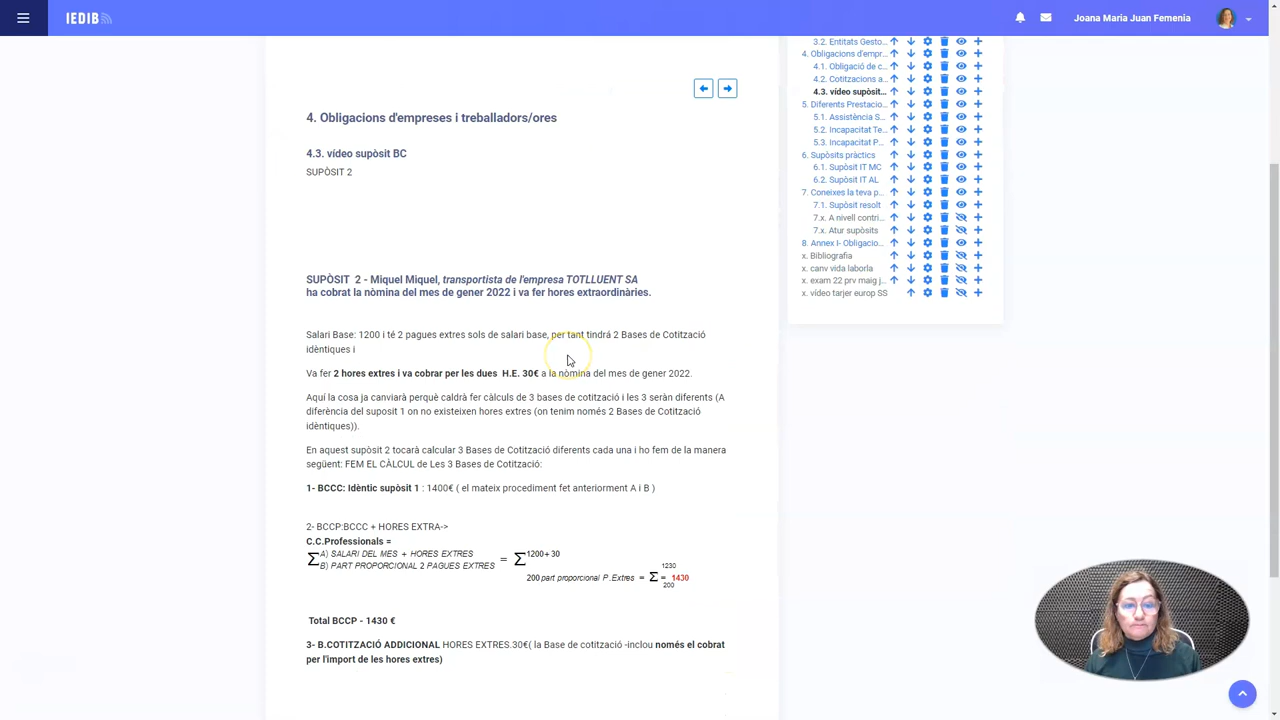 IEDIB
Joana Maria Juan Femenia
4. Obligacions d'empreses i treballadors/ores
4.3. vídeo supòsit BC
SUPÒSIT 2
SUPÒSIT 2 - Miquel Miquel, transportista de l'empresa TOTLLUENT SA
ha cobrat la nòmina del mes de gener 2022 i va fer hores extraordinàries.
Salari Base: 1200 i té 2 pagues extres sols de salari base, per tant tindrá 2 Bases de Cotització
idèntiques i
Va fer 2 hores extres i va cobrar per les dues H.E. 30€ a la nòmina del mes de gener 2022.
Aquí la cosa ja canviarà perquè caldrà fer càlculs de 3 bases de cotització i les 3 seràn diferents (A
diferència del suposit 1 on no existeixen hores extres (on tenim només 2 Bases de Cotització
idèntiques)).
En aquest supòsit 2 tocarà calcular 3 Bases de Cotització diferents cada una i ho fem de la manera
següent: FEM EL CÀLCUL de Les 3 Bases de Cotització:
1- BCCC: Idèntic supòsit 1 : 1400€ ( el mateix procediment fet anteriorment A i B )
2- BCCP:BCCC + HORES EXTRA->
C.C.Professionals =
∑ A) SALARI DEL MES + HORES EXTRES
B) PART PROPORCIONAL 2 PAGUES EXTRES = ∑ 1200+30
200 part proporcional P.Extres = ∑ 1230
200 = 1430
Total BCCP - 1430 €
3- B.COTITZACIÓ ADDICIONAL HORES EXTRES.30€( la Base de cotització -inclou només el cobrat
per l'import de les hores extres)
3.2. Entitats Gesto...
4. Obligacions d'empr...
4.1. Obligació de c...
4.2. Cotitzacions a...
4.3. vídeo supòsit...
5. Diferents Prestacio...
5.1. Assistència S...
5.2. Incapacitat Te...
5.3. Incapacitat P...
6. Supòsits pràctics
6.1. Supòsit IT MC
6.2. Supòsit IT AL
7. Coneixes la teva p...
7.1. Supòsit resolt
7.x. A nivell contri...
7.x. Atur supòsits
8. Annex I- Obligacio...
x. Bibliografia
x. canv vida laborla
x. exam 22 prv maig j...
x. vídeo tarjer europ SS